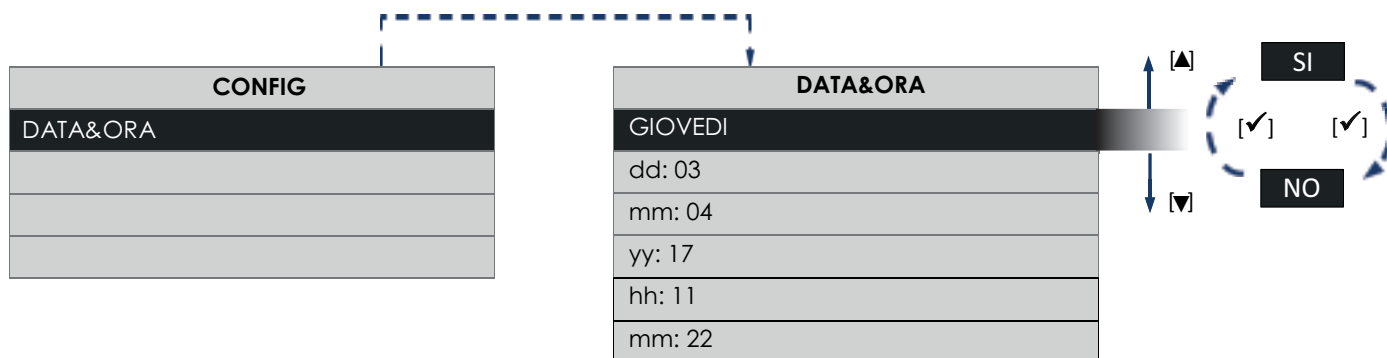 CONFIG
DATA&ORA
DATA&ORA
GIOVEDI
dd: 03
mm: 04
yy: 17
hh: 11
mm: 22
[▲]
[▼]
SI
[✔] [✔]
NO